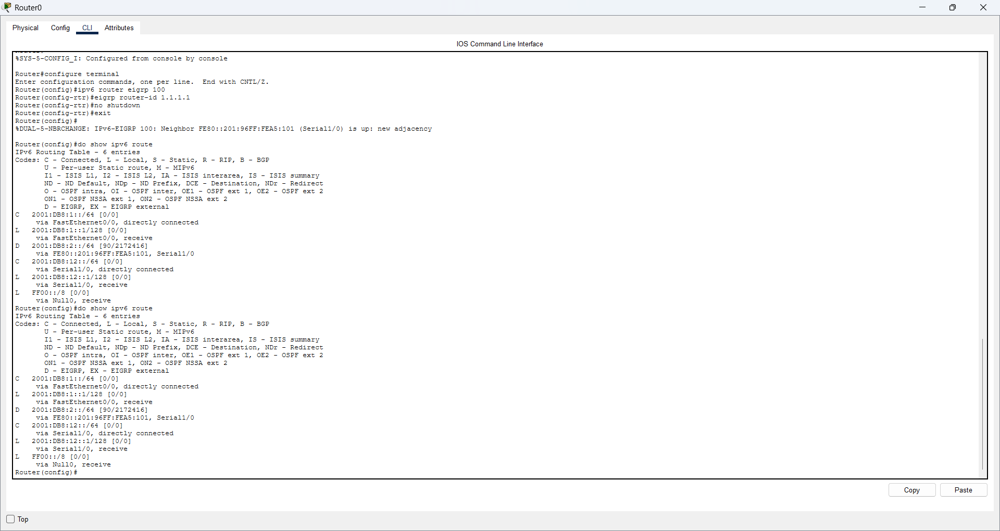 Router0
Physical Config CLI Attributes
IOS Command Line Interface
%SYS-5-CONFIG_I: Configured from console by console
Router#configure terminal
Enter configuration commands, one per line.  End with CNTL/Z.
Router(config)#ipv6 router eigrp 100
Router(config-rtr)#eigrp router-id 1.1.1.1
Router(config-rtr)#no shutdown
Router(config-rtr)#exit
Router(config)#
%DUAL-5-NBRCHANGE: IPv6-EIGRP 100: Neighbor FE80::201:96FF:FEA5:101 (Serial1/0) is up: new adjacency
Router(config)#do show ipv6 route
IPv6 Routing Table - 6 entries
Codes: C - Connected, L - Local, S - Static, R - RIP, B - BGP
U - Per-user Static route, M - MIPv6
I1 - ISIS L1, I2 - ISIS L2, IA - ISIS interarea, IS - ISIS summary
ND - ND Default, NDp - ND Prefix, DCE - Destination, NDr - Redirect
O - OSPF intra, OI - OSPF inter, OE1 - OSPF ext 1, OE2 - OSPF ext 2
ON1 - OSPF NSSA ext 1, ON2 - OSPF NSSA ext 2
D - EIGRP, EX - EIGRP external
C   2001:DB8:1::/64 [0/0]
via FastEthernet0/0, directly connected
L   2001:DB8:1::1/128 [0/0]
via FastEthernet0/0, receive
D   2001:DB8:2::/64 [90/2172416]
via FE80::201:96FF:FEA5:101, Serial1/0
C   2001:DB8:12::/64 [0/0]
via Serial1/0, directly connected
L   2001:DB8:12::1/128 [0/0]
via Serial1/0, receive
L   FF00::/8 [0/0]
via Null0, receive
Router(config)#do show ipv6 route
IPv6 Routing Table - 6 entries
Codes: C - Connected, L - Local, S - Static, R - RIP, B - BGP
U - Per-user Static route, M - MIPv6
I1 - ISIS L1, I2 - ISIS L2, IA - ISIS interarea, IS - ISIS summary
ND - ND Default, NDp - ND Prefix, DCE - Destination, NDr - Redirect
O - OSPF intra, OI - OSPF inter, OE1 - OSPF ext 1, OE2 - OSPF ext 2
ON1 - OSPF NSSA ext 1, ON2 - OSPF NSSA ext 2
D - EIGRP, EX - EIGRP external
C   2001:DB8:1::/64 [0/0]
via FastEthernet0/0, directly connected
L   2001:DB8:1::1/128 [0/0]
via FastEthernet0/0, receive
D   2001:DB8:2::/64 [90/2172416]
via FE80::201:96FF:FEA5:101, Serial1/0
C   2001:DB8:12::/64 [0/0]
via Serial1/0, directly connected
L   2001:DB8:12::1/128 [0/0]
via Serial1/0, receive
L   FF00::/8 [0/0]
via Null0, receive
Router(config)#
Copy Paste
Top